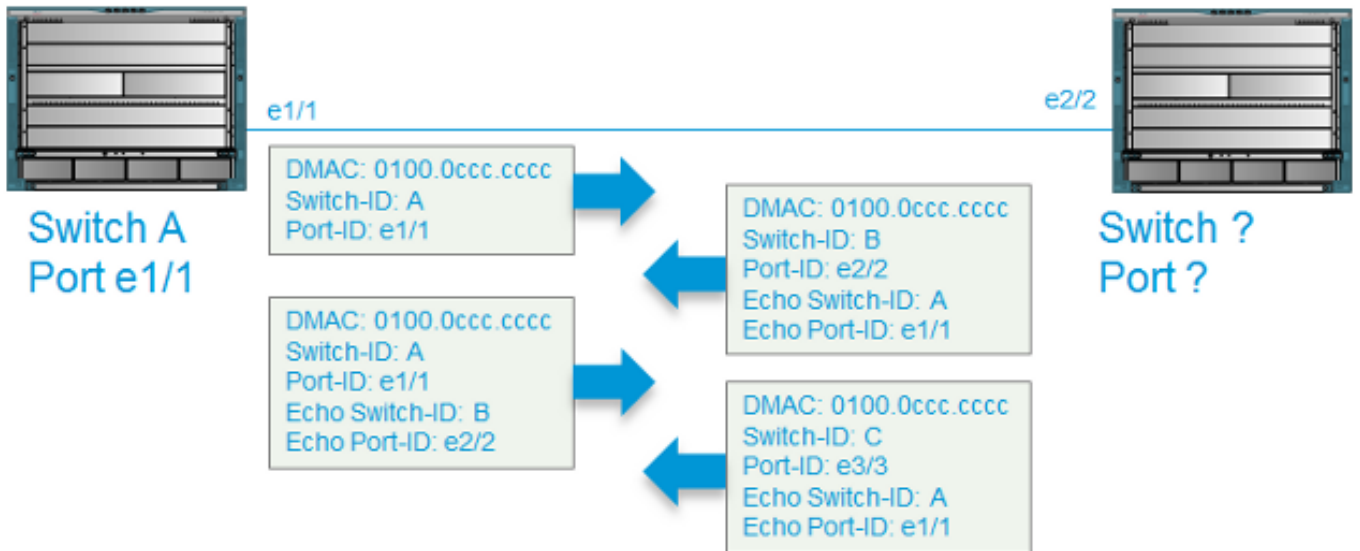 e1/1
e2/2
Switch A
Port e1/1
DMAC: 0100.0ccc.cccc
Switch-ID: A
Port-ID: e1/1
DMAC: 0100.0ccc.cccc
Switch-ID: B
Port-ID: e2/2
Echo Switch-ID: A
Echo Port-ID: e1/1
Switch ?
Port ?
DMAC: 0100.0ccc.cccc
Switch-ID: A
Port-ID: e1/1
Echo Switch-ID: B
Echo Port-ID: e2/2
DMAC: 0100.0ccc.cccc
Switch-ID: C
Port-ID: e3/3
Echo Switch-ID: A
Echo Port-ID: e1/1